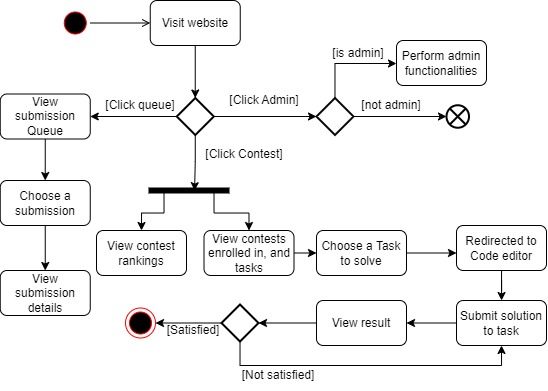 Visit website
[is admin]
Perform admin
functionalities
[Click queue]
[Click Admin]
[not admin]
View
submission
Queue
[Click Contest]
Choose a
submission
View contest
rankings
View contests
enrolled in, and
tasks
Choose a Task
to solve
Redirected to
Code editor
View
submission
details
[Satisfied]
View result
Submit solution
to task
[Not satisfied]